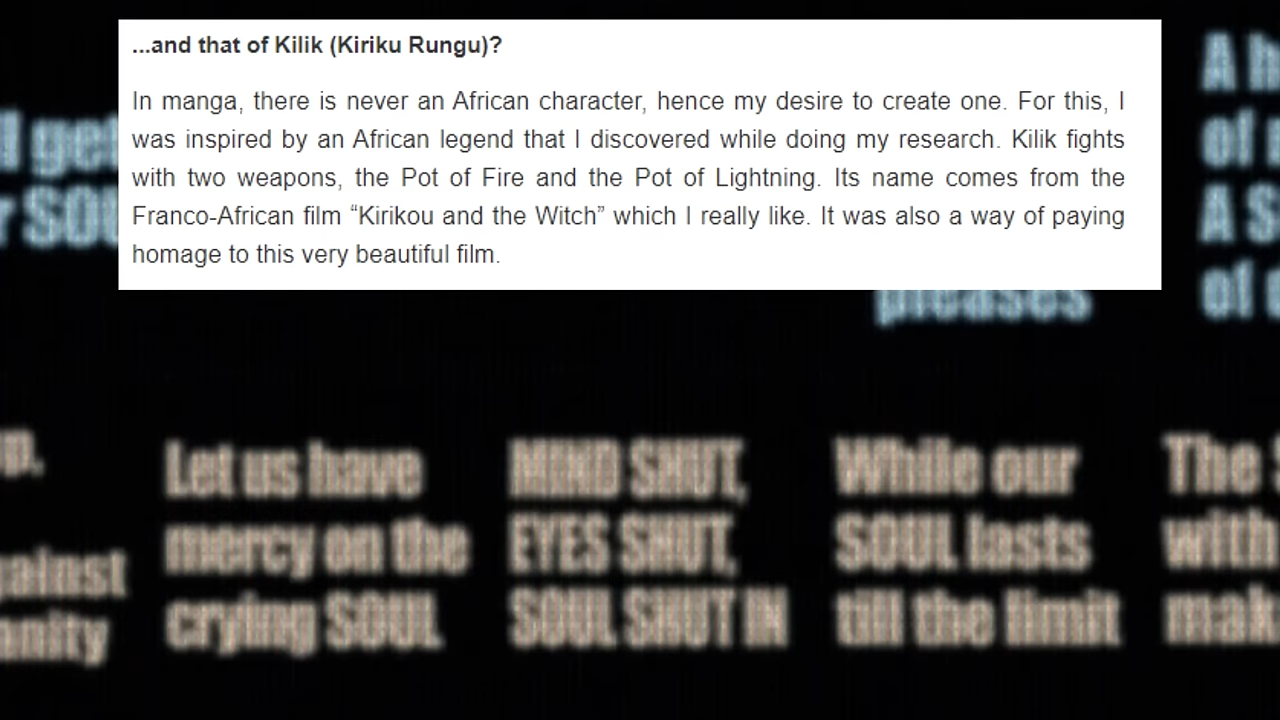 ...and that of Kilik (Kiriku Rungu)?
In manga, there is never an African character, hence my desire to create one. For this, I
was inspired by an African legend that I discovered while doing my research. Kilik fights
with two weapons, the Pot of Fire and the Pot of Lightning. Its name comes from the
Franco-African film “Kirikou and the Witch” which I really like. It was also a way of paying
homage to this very beautiful film.
pleases
Let us have
mercy on the
crying SOUL
MIND SHUT,
EYES SHUT,
SOUL SHUT IN
While our
SOUL lasts
till the limit
The
with